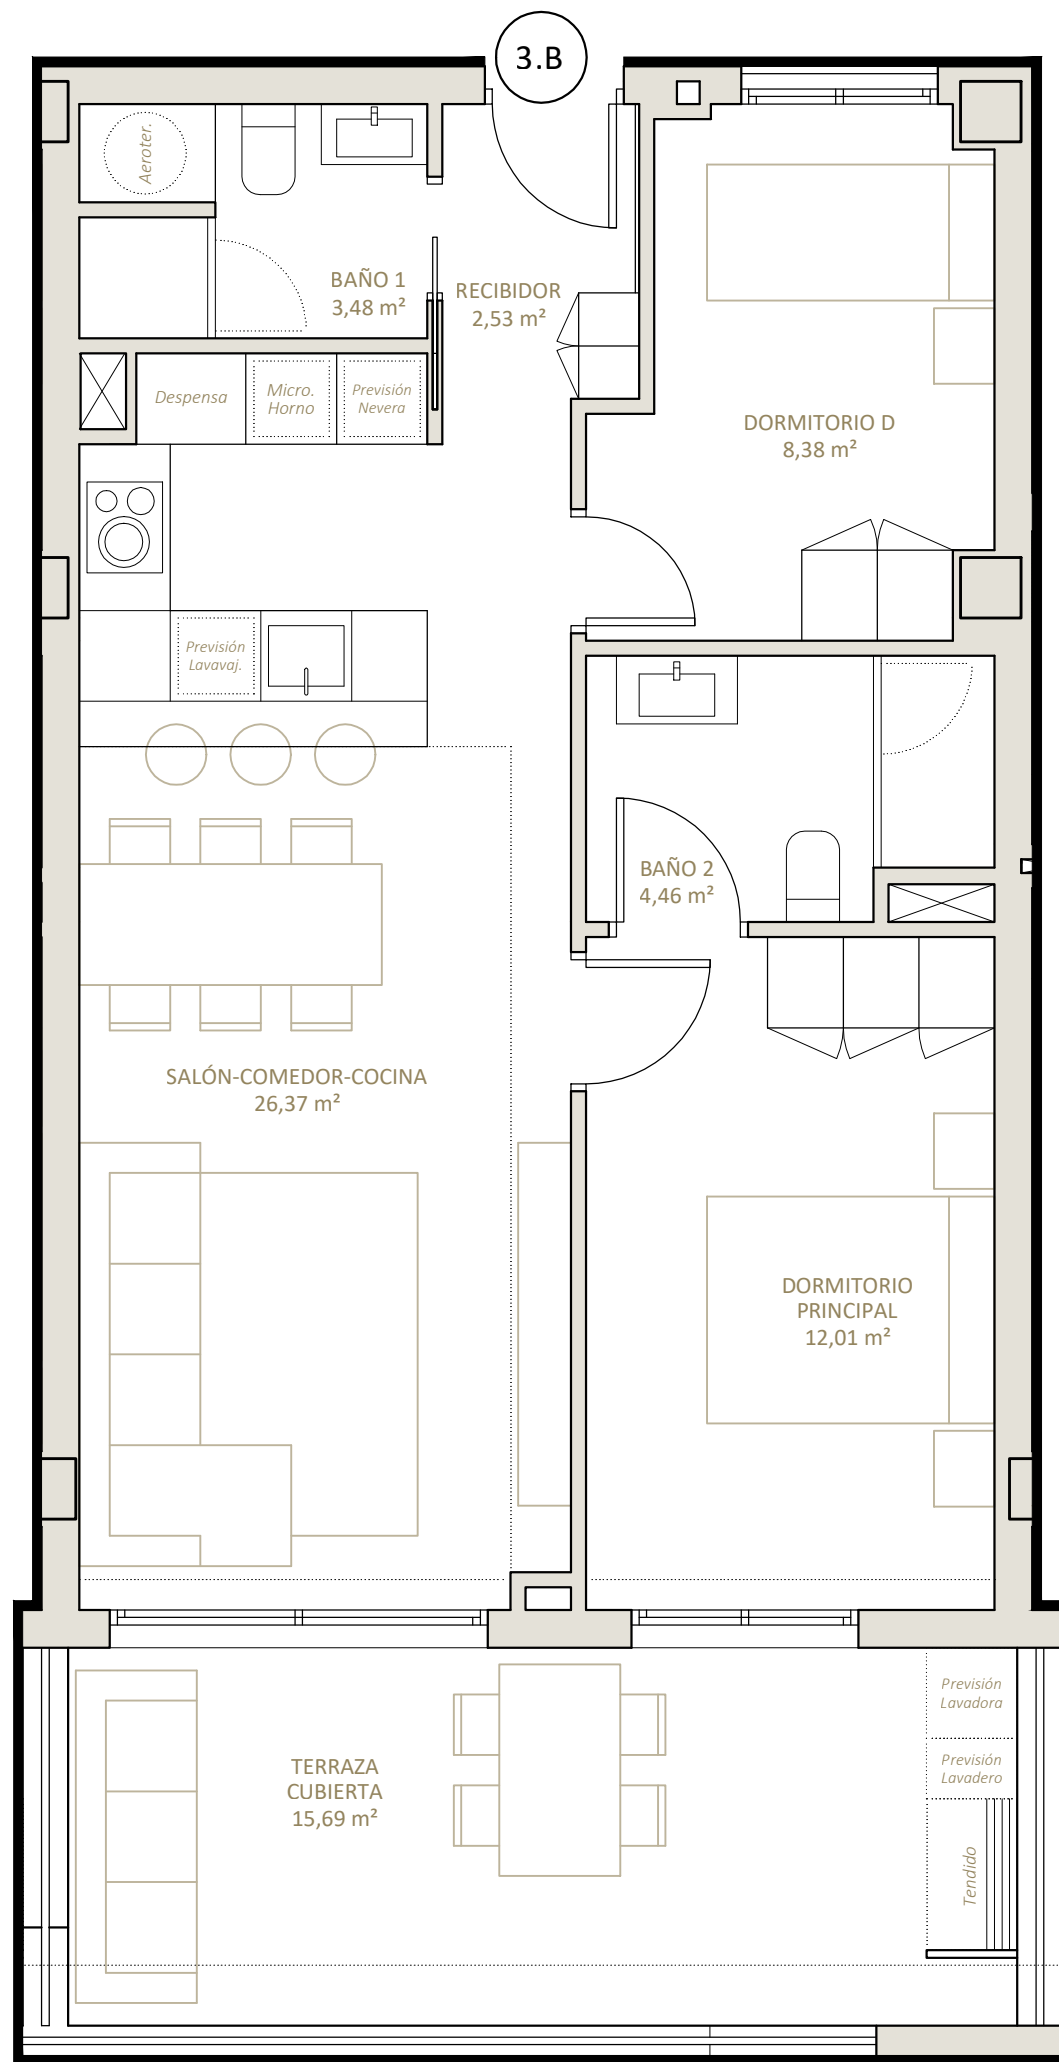 3.B
Aeroter.
BAÑO 1
3,48 m²
RECIBIDOR
2,53 m²
Despensa
Micro.
Horno
Previsión
Nevera
DORMITORIO D
8,38 m²
Previsión
Lavavaj.
BAÑO 2
4,46 m²
SALÓN-COMEDOR-COCINA
26,37 m²
DORMITORIO
PRINCIPAL
12,01 m²
Previsión
Lavadora
Previsión
Lavadero
TERRAZA
CUBIERTA
15,69 m²
Tendido